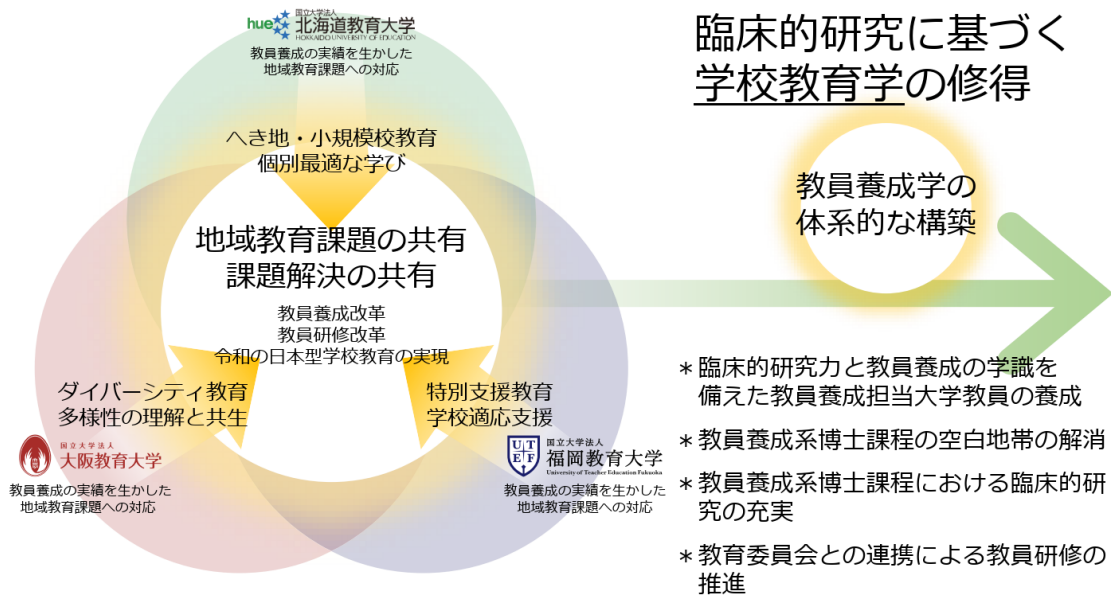 hue
国立大学法人
北海道教育大学
HOKKAIDO UNIVERSITY OF EDUCATION
教員養成の実績を生かした
地域教育課題への対応
へき地・小規模校教育
個別最適な学び
地域教育課題の共有
課題解決の共有
教員養成改革
教員研修改革
令和の日本型学校教育の実現
ダイバーシティ教育
多様性の理解と共生
国立大学法人
大阪教育大学
教員養成の実績を生かした
地域教育課題への対応
特別支援教育
学校適応支援
UT
EF
国立大学法人
福岡教育大学
University of Teacher Education Fukuoka
教員養成の実績を生かした
地域教育課題への対応
臨床的研究に基づく
学校教育学の修得
教員養成学の
体系的な構築
＊臨床的研究力と教員養成の学識を
備えた教員養成担当大学教員の養成
＊教員養成系博士課程の空白地帯の解消
＊教員養成系博士課程における臨床的研
究の充実
＊教育委員会との連携による教員研修の
推進